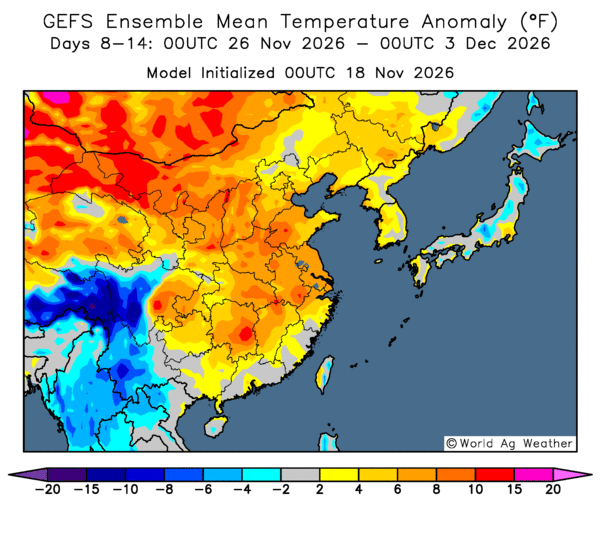 GEFS Ensemble Mean Temperature Anomaly (°F)
Days 8-14: 00UTC 26 Nov 2026 - 00UTC 3 Dec 2026
Model Initialized 00UTC 18 Nov 2026
© World Ag Weather
-20 -15 -10 -8 -6 -4 -2 2 4 6 8 10 15 20